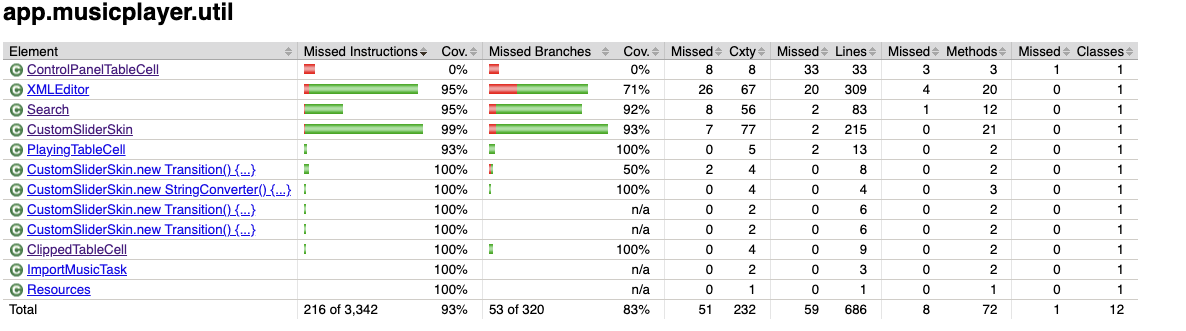 app.musicplayer.util
Element Missed Instructions Cov. Missed Branches Cov. Missed Cxty Missed Lines Missed Methods Missed Classes
C ControlPanelTableCell 0% 0% 8 8 33 33 3 3 1 1
C XMLEditor 95% 71% 26 67 20 309 4 20 0 1
C Search 95% 92% 8 56 2 83 1 12 0 1
C CustomSliderSkin 99% 93% 7 77 2 215 0 21 0 1
C PlayingTableCell 93% 100% 0 5 2 13 0 2 0 1
C CustomSliderSkin.new Transition() {...} 100% 50% 2 4 0 8 0 2 0 1
C CustomSliderSkin.new StringConverter() {...} 100% 100% 0 4 0 4 0 3 0 1
C CustomSliderSkin.new Transition() {...} 100% n/a 0 2 0 6 0 2 0 1
C CustomSliderSkin.new Transition() {...} 100% n/a 0 2 0 6 0 2 0 1
C ClippedTableCell 100% 100% 0 4 0 9 0 2 0 1
C ImportMusicTask 100% n/a 0 2 0 3 0 2 0 1
C Resources 100% n/a 0 1 0 1 0 1 0 1
Total 216 of 3,342 93% 53 of 320 83% 51 232 59 686 8 72 1 12